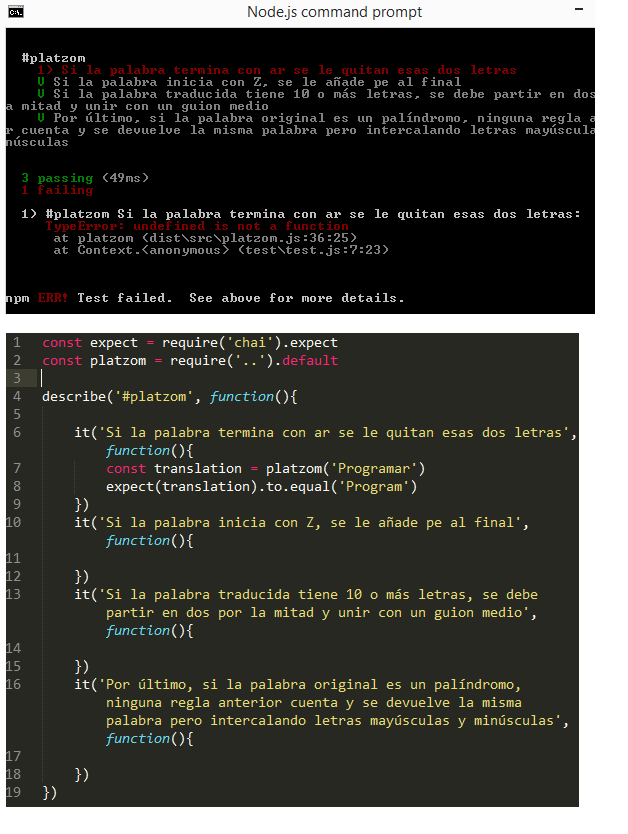 Node.js command prompt
#platzom
1) Si la palabra termina con ar se le quitan esas dos letras
V Si la palabra inicia con Z, se le añade pe al final
V Si la palabra traducida tiene 10 o más letras, se debe partir en dos
a mitad y unir con un guion medio
V Por último, si la palabra original es un palíndromo, ninguna regla a
r cuenta y se devuelve la misma palabra pero intercalando letras mayúscula
núsculas
3 passing (49ms)
1 failing
1) #platzom Si la palabra termina con ar se le quitan esas dos letras:
TypeError: undefined is not a function
at platzom (dist\src\platzom.js:36:25)
at Context.<anonymous> (test\test.js:7:23)
npm ERR! Test failed.  See above for more details.
1 const expect = require('chai').expect
2 const platzom = require('..').default
3
4 describe('#platzom', function(){
5
6 it('Si la palabra termina con ar se le quitan esas dos letras',
function(){
7 const translation = platzom('Programar')
8 expect(translation).to.equal('Program')
9 })
10 it('Si la palabra inicia con Z, se le añade pe al final',
function(){
11
12 })
13 it('Si la palabra traducida tiene 10 o más letras, se debe
partir en dos por la mitad y unir con un guion medio',
function(){
14
15 })
16 it('Por último, si la palabra original es un palíndromo,
ninguna regla anterior cuenta y se devuelve la misma
palabra pero intercalando letras mayúsculas y minúsculas',
function(){
17
18 })
19 })